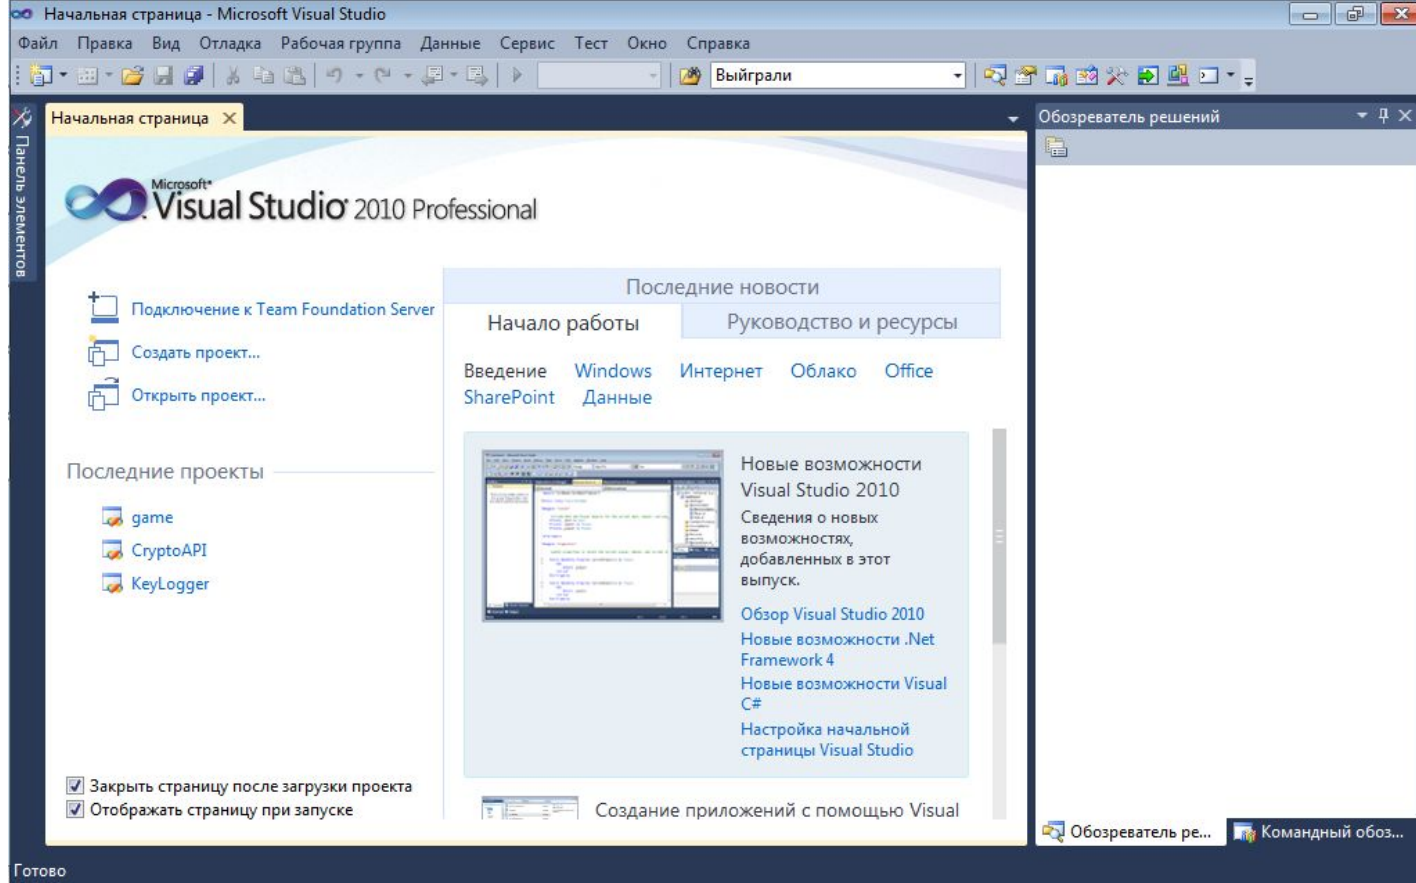 Начальная страница - Microsoft Visual Studio
Файл Правка Вид Отладка Рабочая группа Данные Сервис Тест Окно Справка
Выйграли
Панель элементов
Начальная страница
Обозреватель решений
Microsoft
Visual Studio 2010 Professional
Подключение к Team Foundation Server
Создать проект...
Открыть проект...
Последние проекты
game
CryptoAPI
KeyLogger
Закрыть страницу после загрузки проекта
Отображать страницу при запуске
Последние новости
Начало работы
Руководство и ресурсы
Введение Windows Интернет Облако Office
SharePoint Данные
Новые возможности
Visual Studio 2010
Сведения о новых
возможностях,
добавленных в этот
выпуск.
Обзор Visual Studio 2010
Новые возможности .Net
Framework 4
Новые возможности Visual
C#
Настройка начальной
страницы Visual Studio
Создание приложений с помощью Visual
Обозреватель ре...
Командный обоз...
Готово